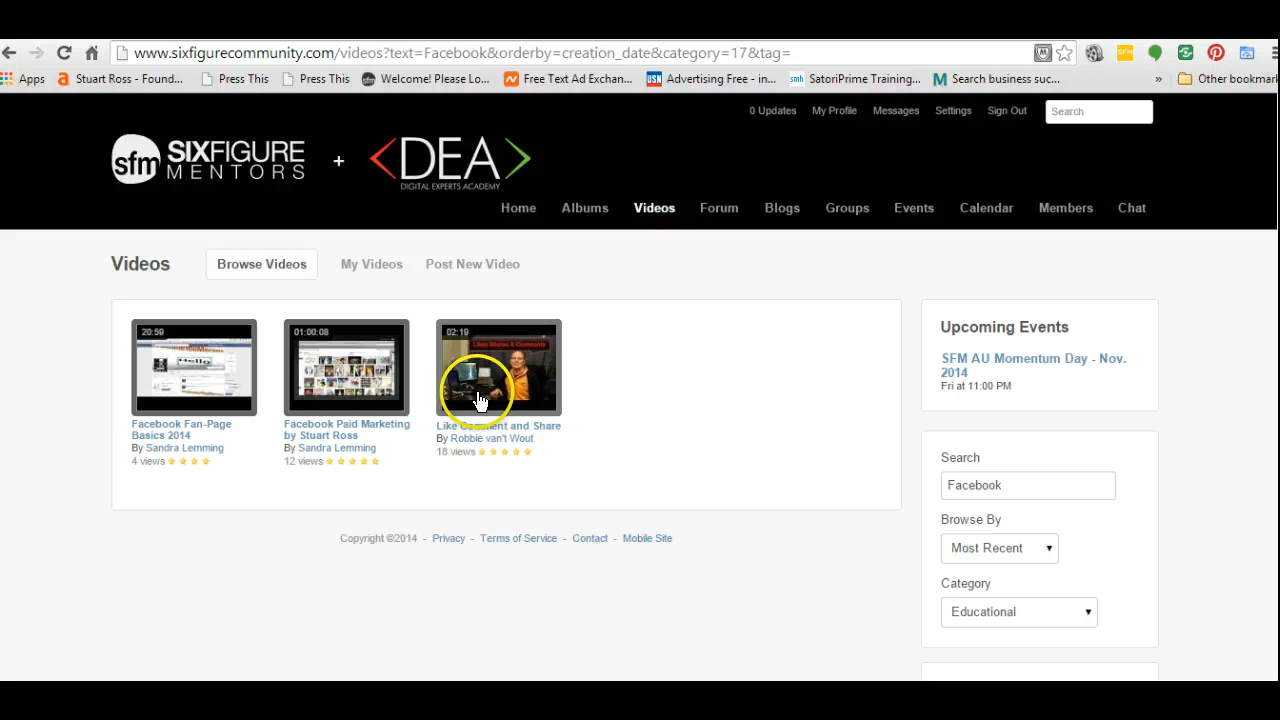 www.sixfigurecommunity.com/videos?text=Facebook&orderby=creation_date&category=17&tag=
Apps Stuart Ross - Found... Press This Press This Welcome! Please Lo... Free Text Ad Exchan... Advertising Free - in... SatoriPrime Training... Search business suc... » Other bookmark
0 Updates My Profile Messages Settings Sign Out Search
sfm SIXFIGURE MENTORS + <DEA>
DIGITAL EXPERTS ACADEMY
Home Albums Videos Forum Blogs Groups Events Calendar Members Chat
Videos Browse Videos My Videos Post New Video
20:59
Hello
Facebook Fan-Page
Basics 2014
By Sandra Lemming
4 views
01:00:08
Facebook Paid Marketing
by Stuart Ross
By Sandra Lemming
12 views
02:19
Likes Shares & Comments
Like Comment and Share
By Robbie van't Wout
18 views
Upcoming Events
SFM AU Momentum Day - Nov.
2014
Fri at 11:00 PM
Search
Facebook
Browse By
Most Recent
Category
Educational
Copyright ©2014 - Privacy - Terms of Service - Contact - Mobile Site